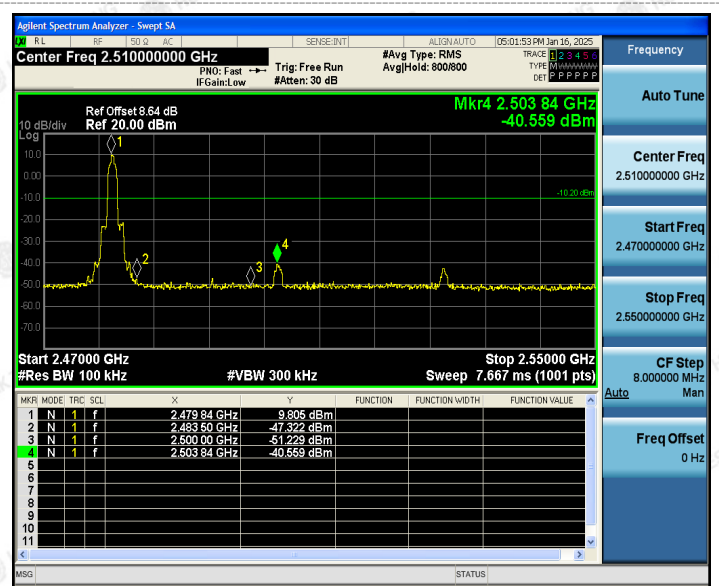 Agilent Spectrum Analyzer - Swept SA
LXI RL RF 50 Ω AC SENSE:INT ALIGNAUTO 05:01:53 PM Jan 16, 2025
Center Freq 2.510000000 GHz
PNO: Fast
IFGain:Low
Trig: Free Run
#Atten: 30 dB
#Avg Type: RMS
Avg|Hold: 800/800
TRACE 1 2 3 4 5 6
TYPE M
DET P P P P P P
Frequency
Auto Tune
Center Freq
2.510000000 GHz
Start Freq
2.470000000 GHz
Stop Freq
2.550000000 GHz
CF Step
8.000000 MHz
Auto Man
Freq Offset
0 Hz
Mkr4 2.503 84 GHz
-40.559 dBm
Ref Offset 8.64 dB
10 dB/div Ref 20.00 dBm
Log
10.0
0.00
-10.0
-20.0
-30.0
-40.0
-50.0
-60.0
-70.0
1
2
3
4
-10.20 dBm
Start 2.47000 GHz Stop 2.55000 GHz
#Res BW 100 kHz #VBW 300 kHz Sweep 7.667 ms (1001 pts)
MKR MODE TRC SCL X Y FUNCTION FUNCTION WIDTH FUNCTION VALUE
1 N 1 f 2.479 84 GHz 9.805 dBm
2 N 1 f 2.483 50 GHz -47.322 dBm
3 N 1 f 2.500 00 GHz -51.229 dBm
4 N 1 f 2.503 84 GHz -40.559 dBm
5
6
7
8
9
10
11
MSG STATUS